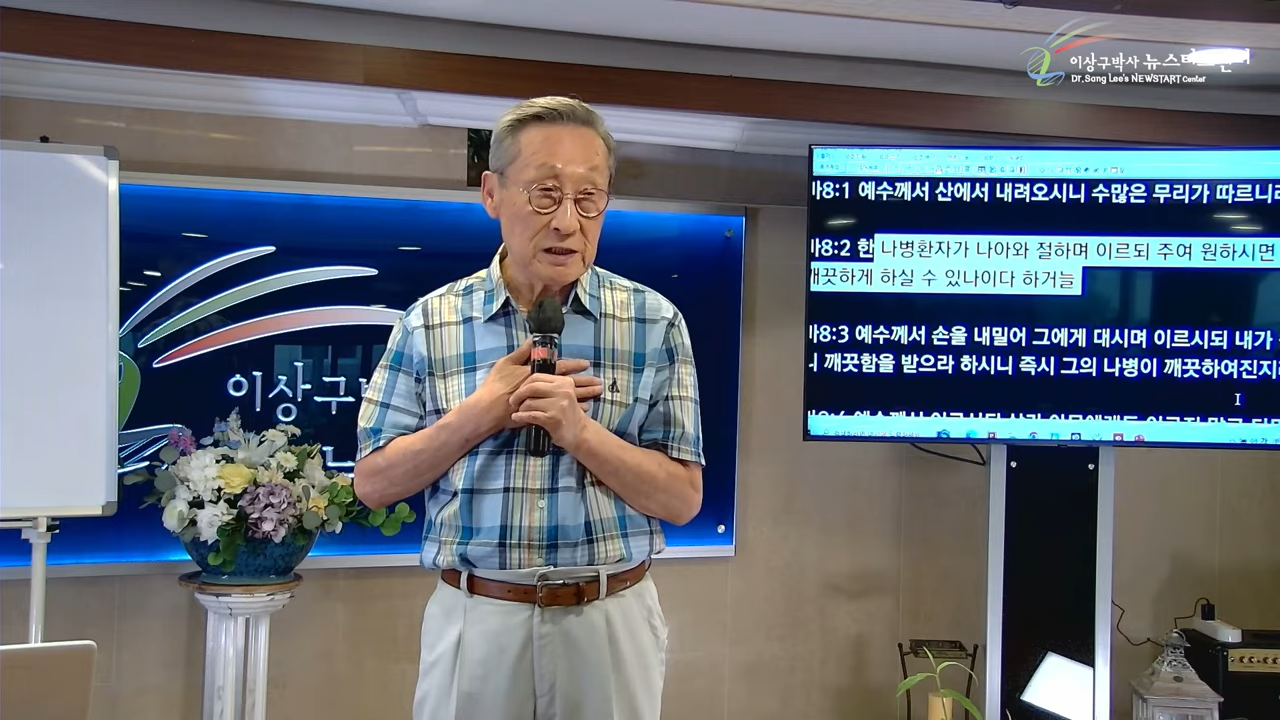 이상구박사 뉴스타트센터
Dr. Sang Lee's NEWSTART Center
이상구
마8:1 예수께서 산에서 내려오시니 수많은 무리가 따르니라
마8:2 한 나병환자가 나아와 절하며 이르되 주여 원하시면
깨끗하게 하실 수 있나이다 하거늘
마8:3 예수께서 손을 내밀어 그에게 대시며 이르시되 내가
깨끗함을 받으라 하시니 즉시 그의 나병이 깨끗하여진지라